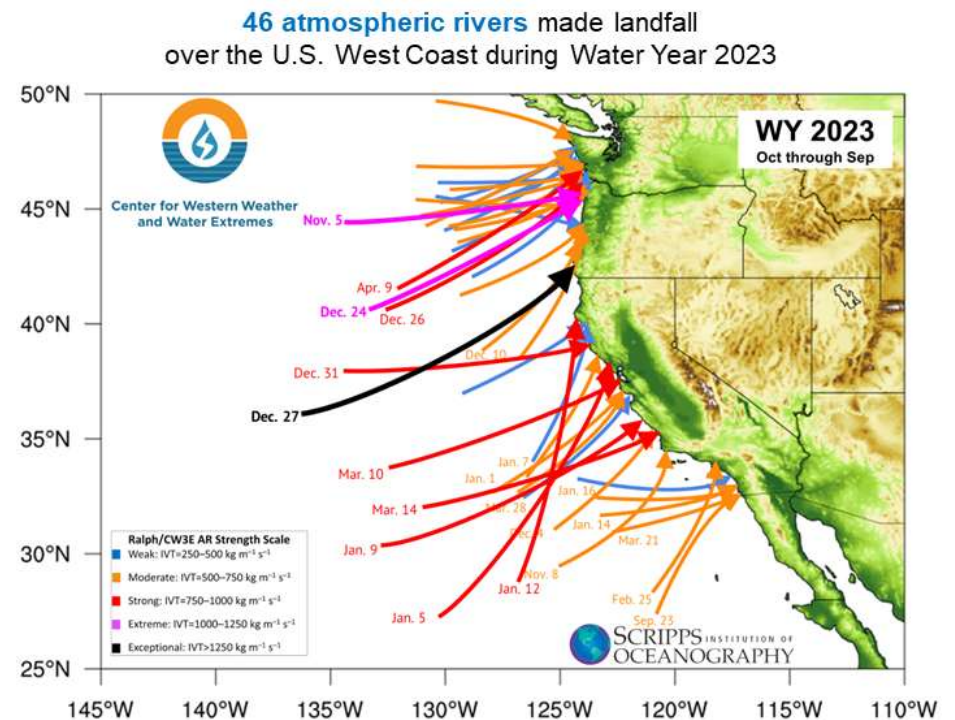 46 atmospheric rivers made landfall
over the U.S. West Coast during Water Year 2023
50°N
WY 2023
Oct through Sep
Center for Western Weather
and Water Extremes
45°N
Nov. 5
Apr. 9
Dec. 24
Dec. 26
40°N
Dec. 10
Dec. 31
Dec. 27
35°N
Jan. 7
Mar. 10
Jan. 1
Jan. 16
Mar. 28
Mar. 14
Jan. 14
Mar. 21
Jan. 9
30°N
Nov. 8
Jan. 12
Feb. 25
Jan. 5
Sep. 23
Ralph/CW3E AR Strength Scale
Weak: IVT=250–500 kg m⁻¹ s⁻¹
Moderate: IVT=500–750 kg m⁻¹ s⁻¹
Strong: IVT=750–1000 kg m⁻¹ s⁻¹
Extreme: IVT=1000–1250 kg m⁻¹ s⁻¹
Exceptional: IVT>1250 kg m⁻¹ s⁻¹
SCRIPPS INSTITUTION OF
OCEANOGRAPHY
25°N
145°W 140°W 135°W 130°W 125°W 120°W 115°W 110°W